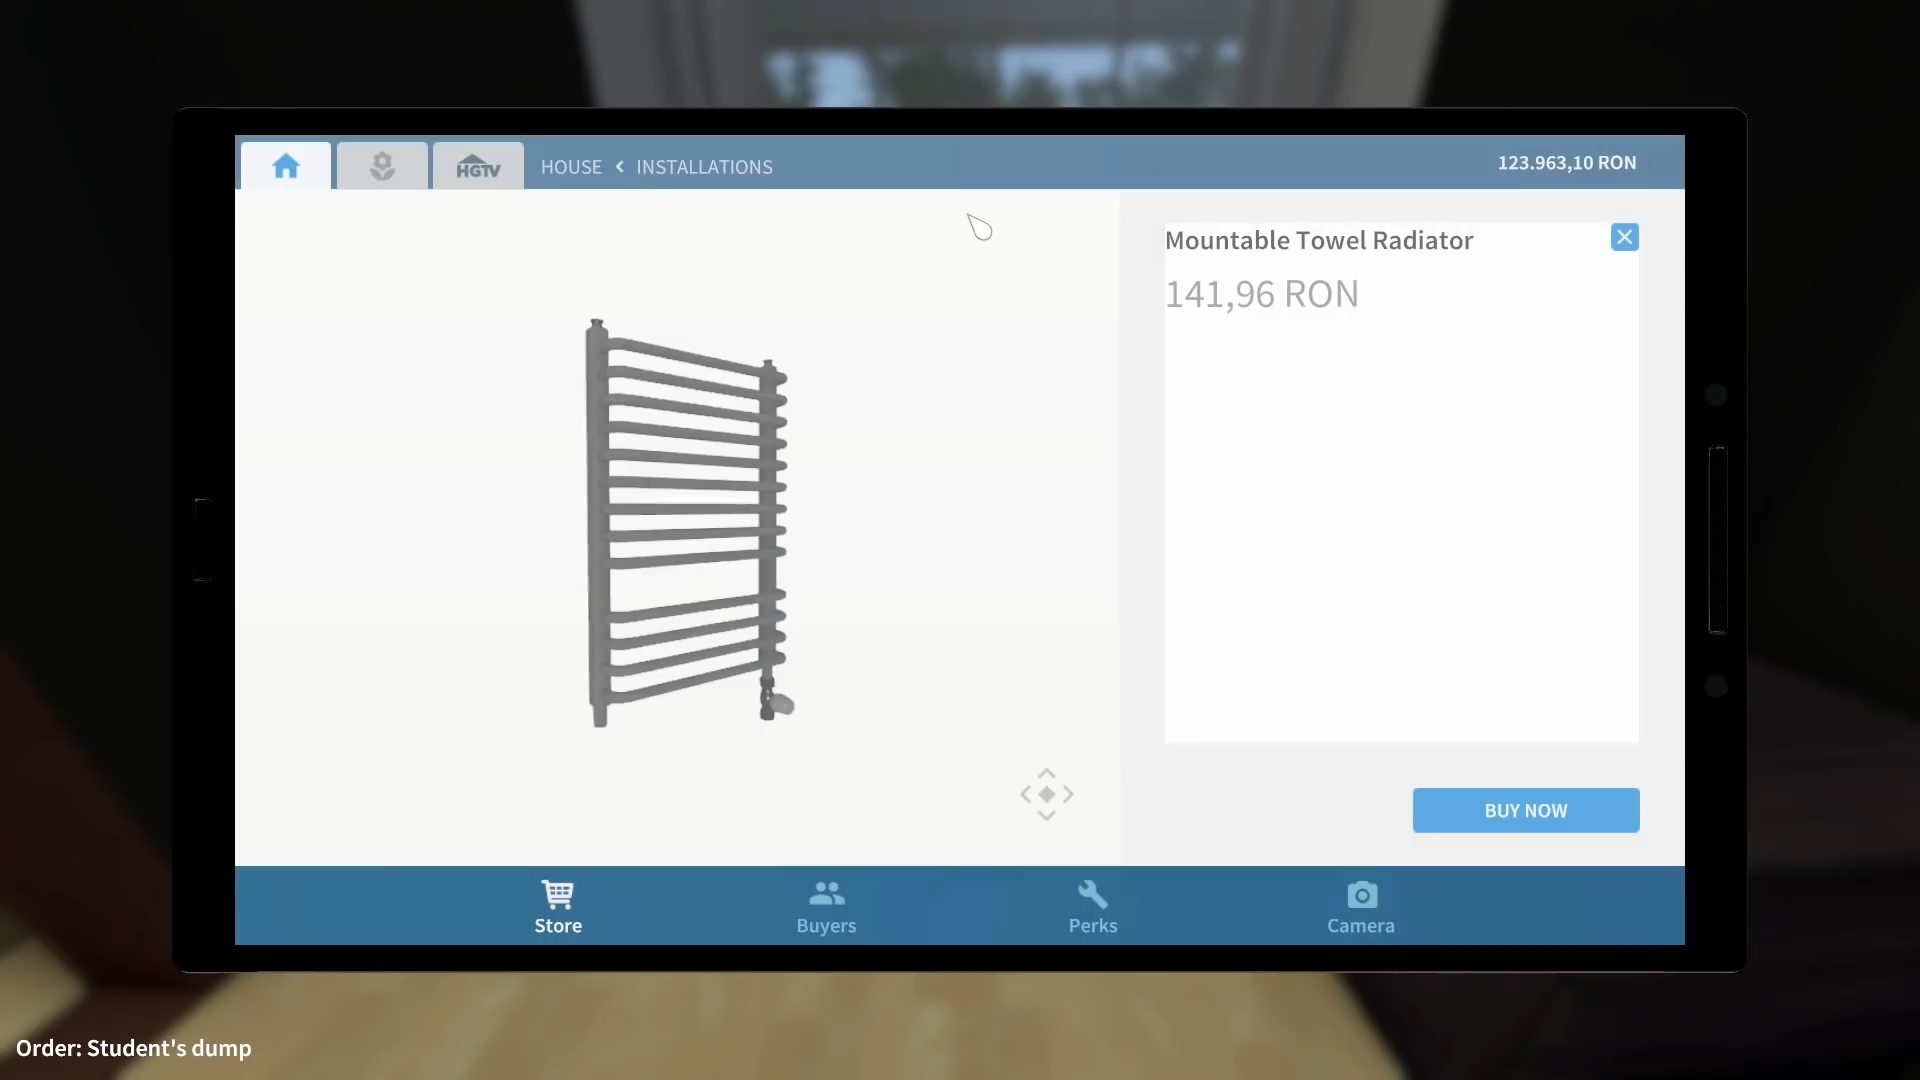 HGTV
HOUSE < INSTALLATIONS
123.963,10 RON
Mountable Towel Radiator
141,96 RON
BUY NOW
Store
Buyers
Perks
Camera
Order: Student's dump